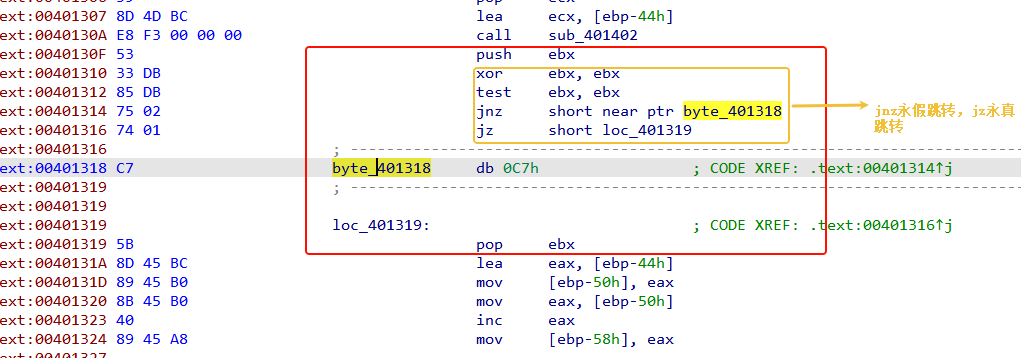 ext:00401307 8D 4D BC lea ecx, [ebp-44h]
ext:0040130A E8 F3 00 00 00 call sub_401402
ext:0040130F 53 push ebx
ext:00401310 33 DB xor ebx, ebx
ext:00401312 85 DB test ebx, ebx
ext:00401314 75 02 jnz short near ptr byte_401318
ext:00401316 74 01 jz short loc_401319
jnz永假跳转，jz永真
跳转
ext:00401316 ; ---------------------------------------------------------------------------
ext:00401318 C7 byte_401318 db 0C7h ; CODE XREF: .text:00401314↑j
ext:00401319 ; ---------------------------------------------------------------------------
ext:00401319
ext:00401319 loc_401319: ; CODE XREF: .text:00401316↑j
ext:00401319 5B pop ebx
ext:0040131A 8D 45 BC lea eax, [ebp-44h]
ext:0040131D 89 45 B0 mov [ebp-50h], eax
ext:00401320 8B 45 B0 mov eax, [ebp-50h]
ext:00401323 40 inc eax
ext:00401324 89 45 A8 mov [ebp-58h], eax